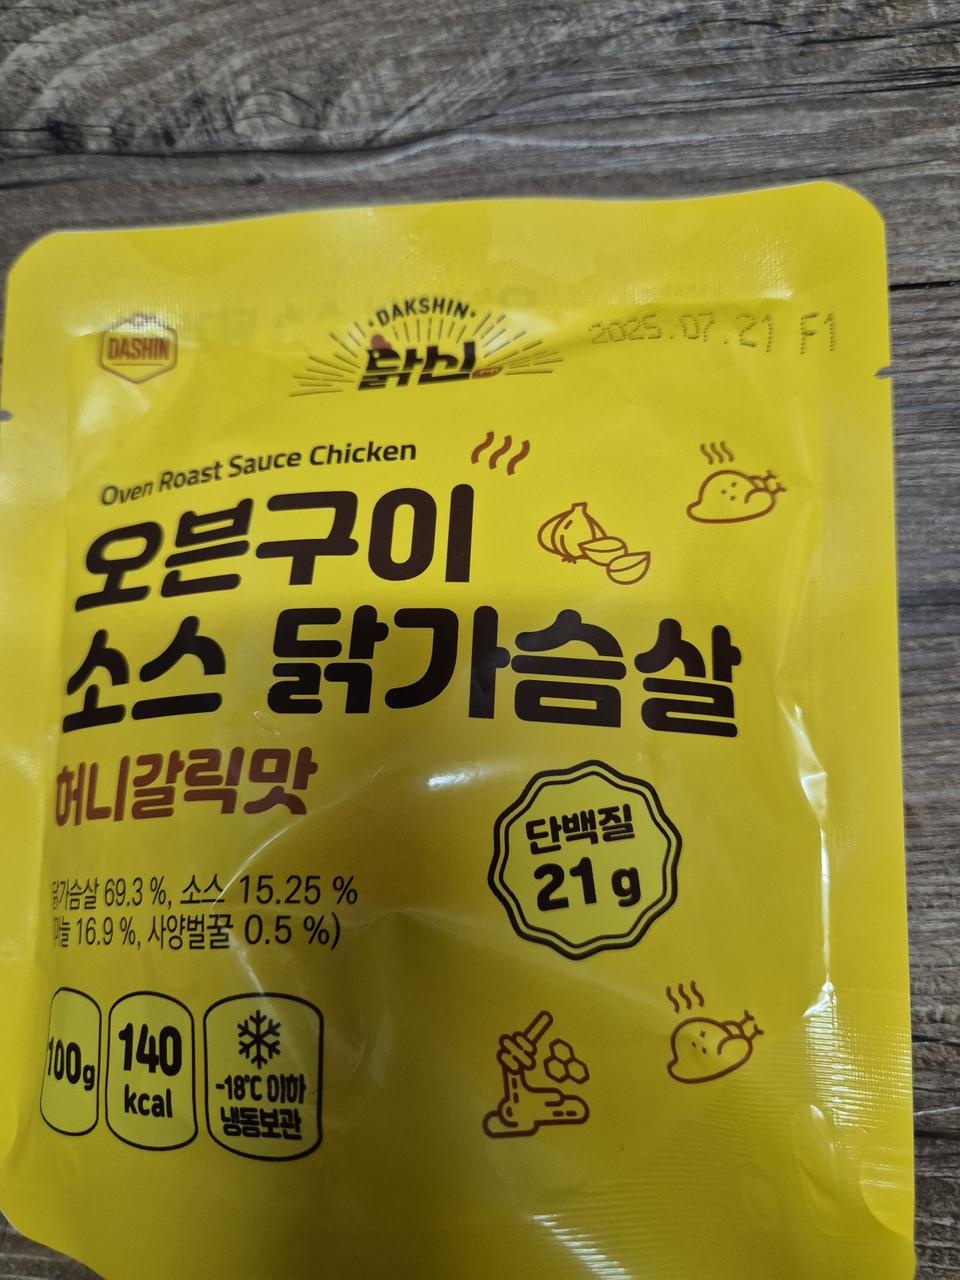 DASHIN
DAKSHIN
닭신
2025.07.21 F1
Oven Roast Sauce Chicken
오븐구이
소스 닭가슴살
허니갈릭맛
단백질
21 g
닭가슴살 69.3 %, 소스 15.25 %
마늘 16.9 %, 사양벌꿀 0.5 %)
100g
140
kcal
-18℃ 이하
냉동보관